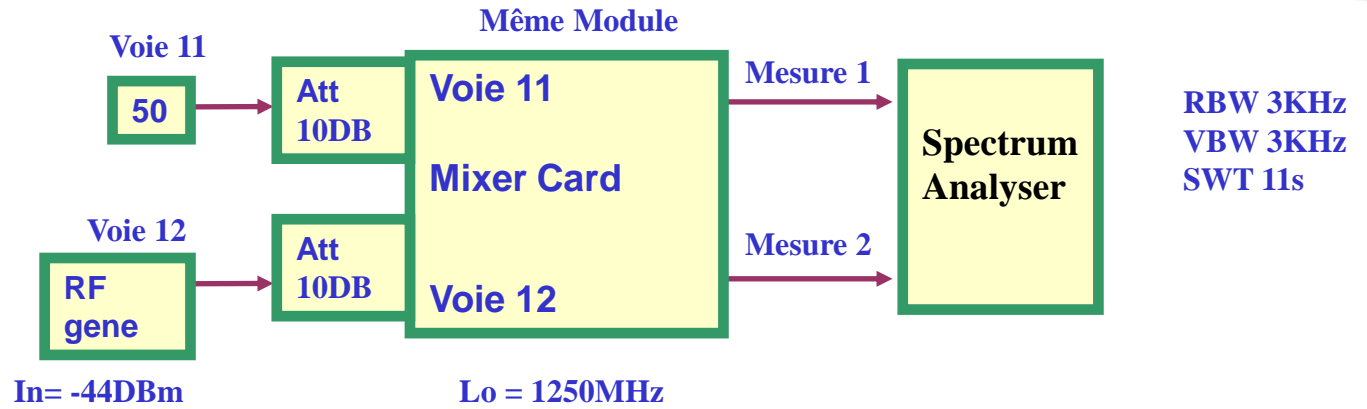 Même Module
Voie 11
50
Att
10DB
Voie 11
Mixer Card
Voie 12
Mesure 1
Mesure 2
Spectrum
Analyser
RBW 3KHz
VBW 3KHz
SWT 11s
Voie 12
RF
gene
Att
10DB
In= -44DBm
Lo = 1250MHz